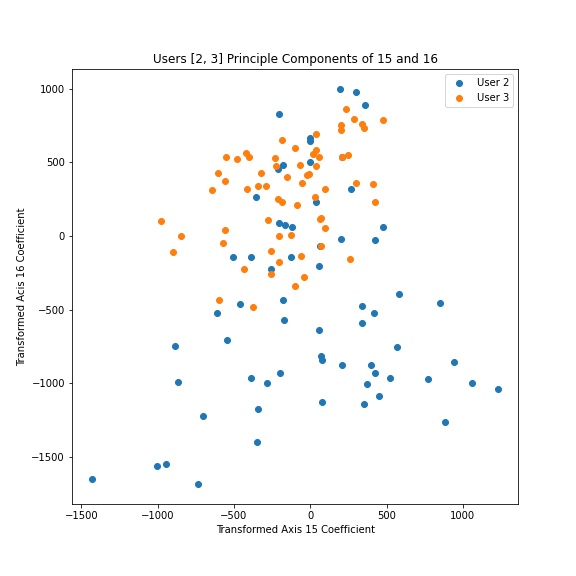 Users [2, 3] Principle Components of 15 and 16
User 2
User 3
Transformed Acis 16 Coefficient
1000
500
0
−500
−1000
−1500
−1500
−1000
−500
0
500
1000
Transformed Axis 15 Coefficient